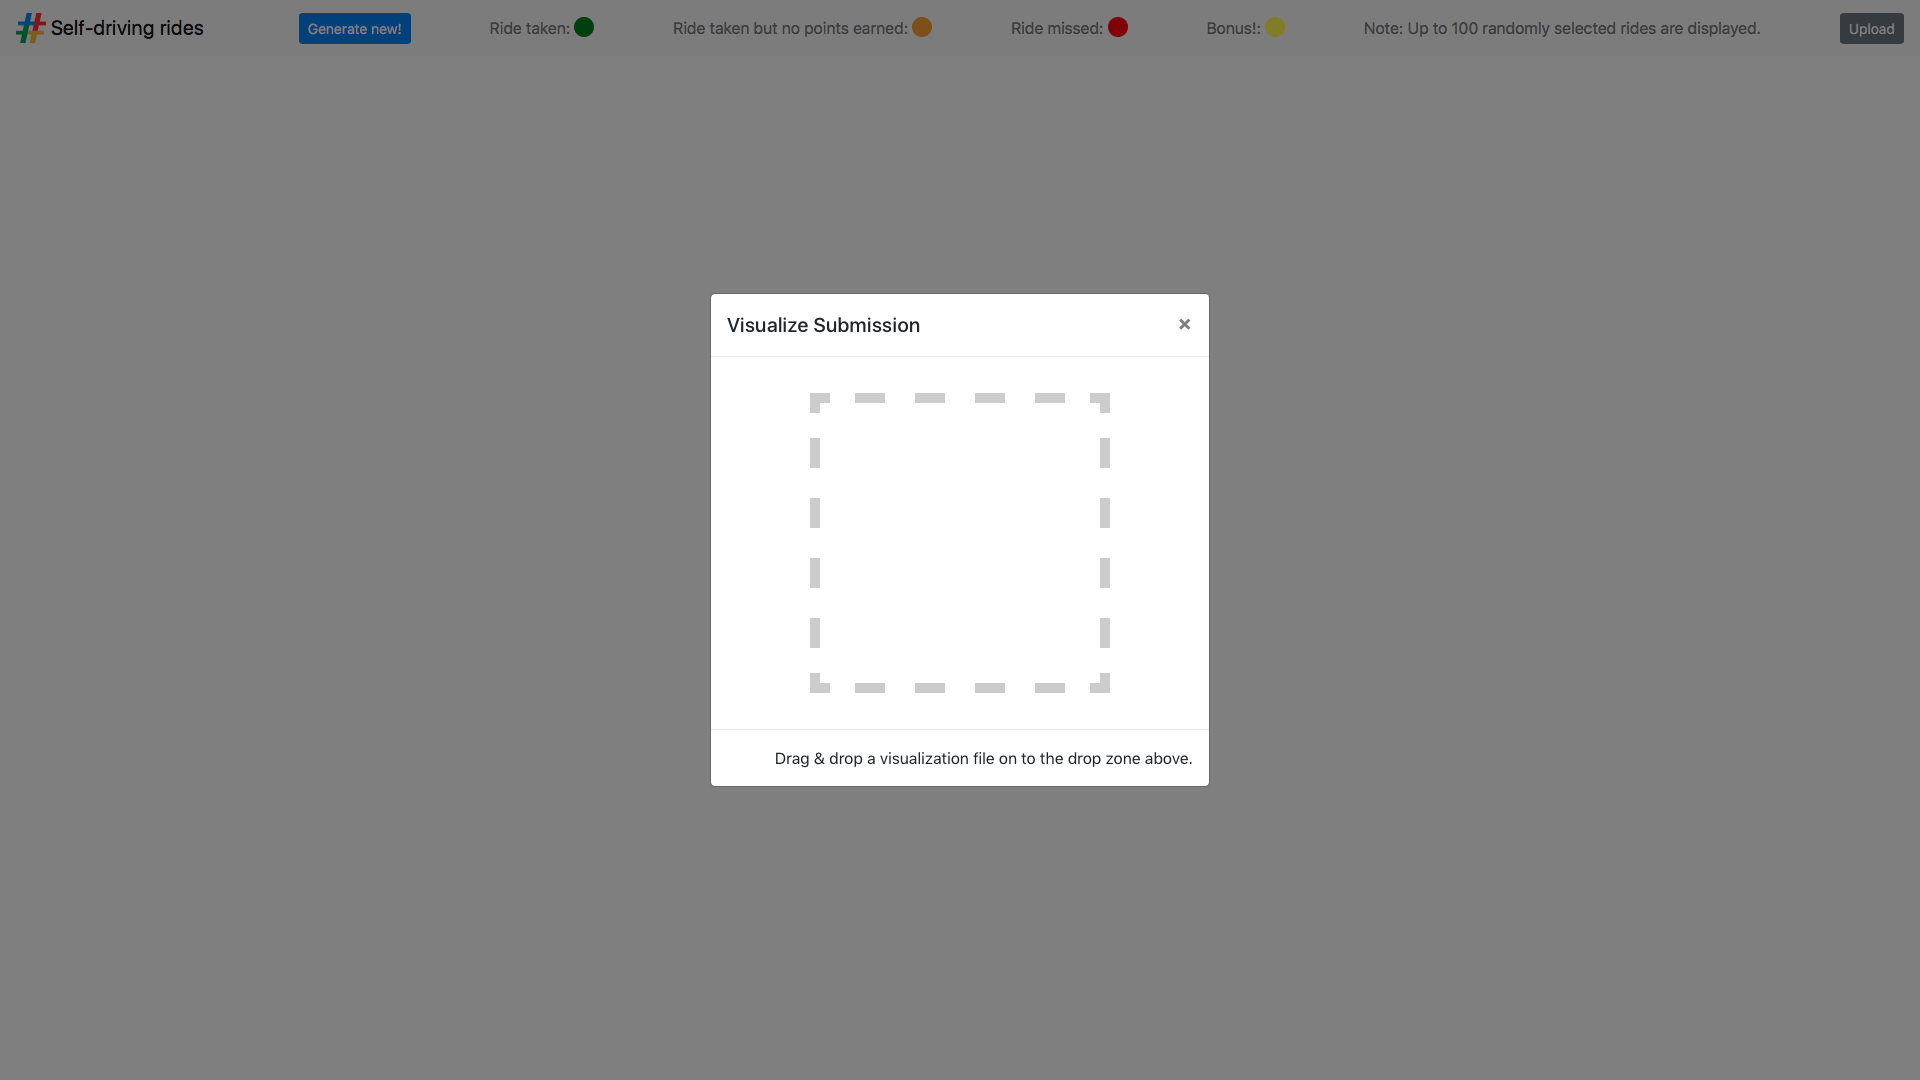 Self-driving rides
Generate new!
Ride taken:
Ride taken but no points earned:
Ride missed:
Bonus!:
Note: Up to 100 randomly selected rides are displayed.
Upload
Visualize Submission
×
Drag & drop a visualization file on to the drop zone above.